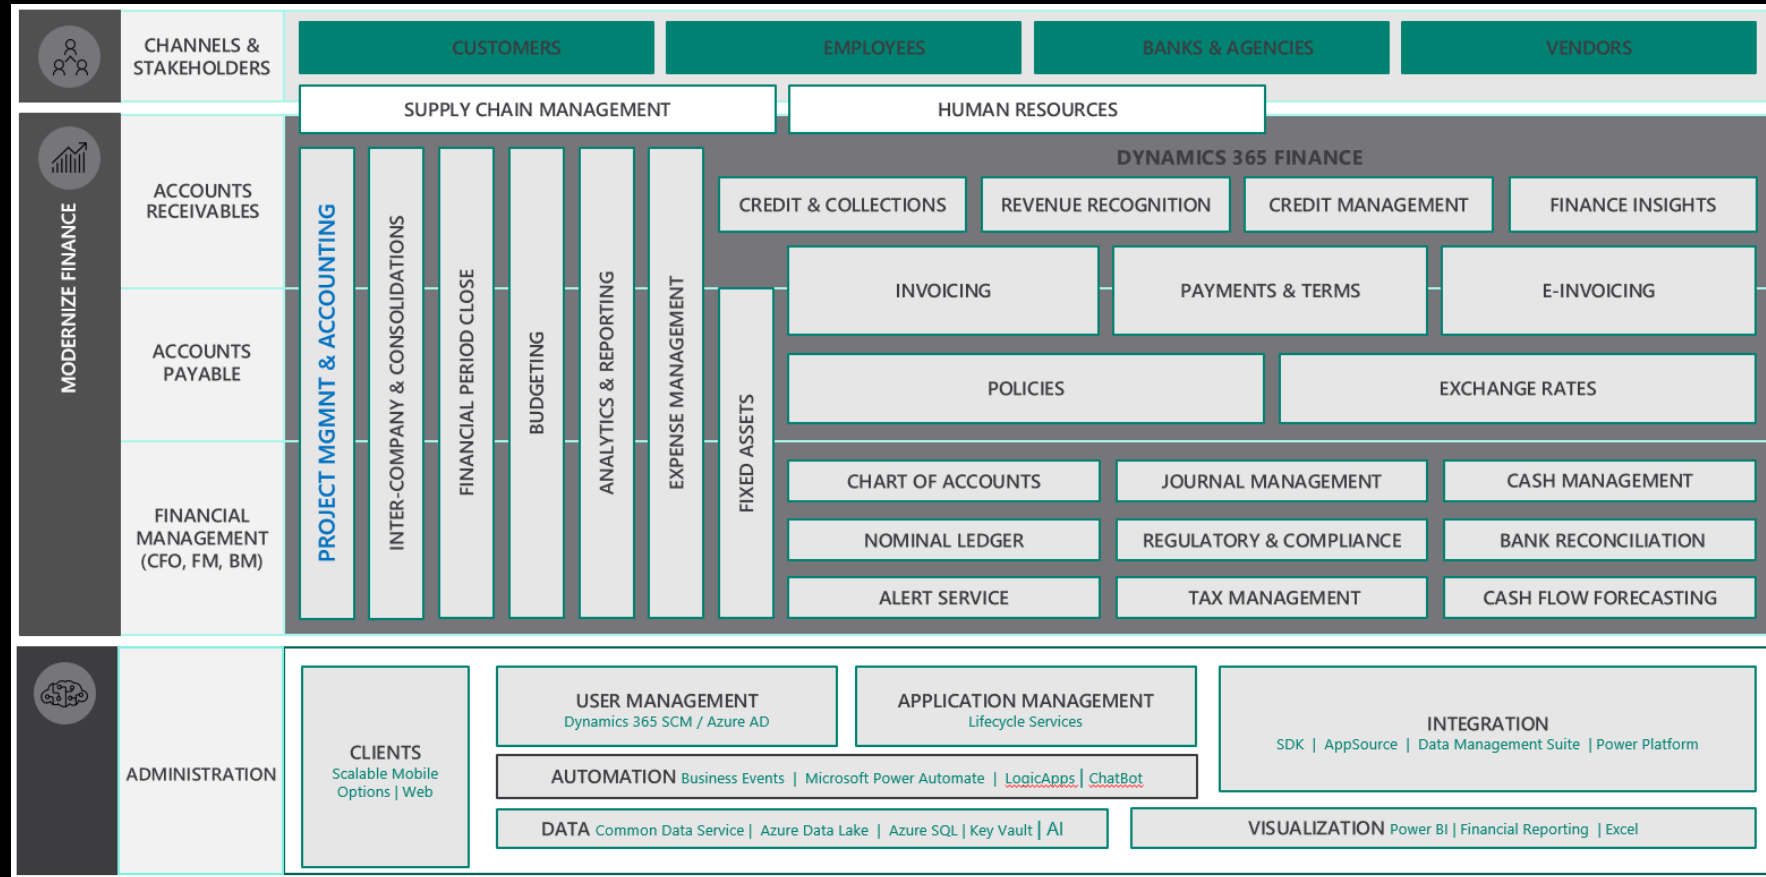 CHANNELS &
STAKEHOLDERS
CUSTOMERS
EMPLOYEES
BANKS & AGENCIES
VENDORS
SUPPLY CHAIN MANAGEMENT
HUMAN RESOURCES
MODERNIZE FINANCE
ACCOUNTS
RECEIVABLES
ACCOUNTS
PAYABLE
FINANCIAL
MANAGEMENT
(CFO, FM, BM)
PROJECT MGMNT & ACCOUNTING
INTER-COMPANY & CONSOLIDATIONS
FINANCIAL PERIOD CLOSE
BUDGETING
ANALYTICS & REPORTING
EXPENSE MANAGEMENT
FIXED ASSETS
DYNAMICS 365 FINANCE
CREDIT & COLLECTIONS
REVENUE RECOGNITION
CREDIT MANAGEMENT
FINANCE INSIGHTS
INVOICING
PAYMENTS & TERMS
E-INVOICING
POLICIES
EXCHANGE RATES
CHART OF ACCOUNTS
JOURNAL MANAGEMENT
CASH MANAGEMENT
NOMINAL LEDGER
REGULATORY & COMPLIANCE
BANK RECONCILIATION
ALERT SERVICE
TAX MANAGEMENT
CASH FLOW FORECASTING
ADMINISTRATION
CLIENTS
Scalable Mobile
Options | Web
USER MANAGEMENT
Dynamics 365 SCM / Azure AD
APPLICATION MANAGEMENT
Lifecycle Services
INTEGRATION
SDK | AppSource | Data Management Suite | Power Platform
AUTOMATION Business Events | Microsoft Power Automate | LogicApps | ChatBot
DATA Common Data Service | Azure Data Lake | Azure SQL | Key Vault | AI
VISUALIZATION Power BI | Financial Reporting | Excel